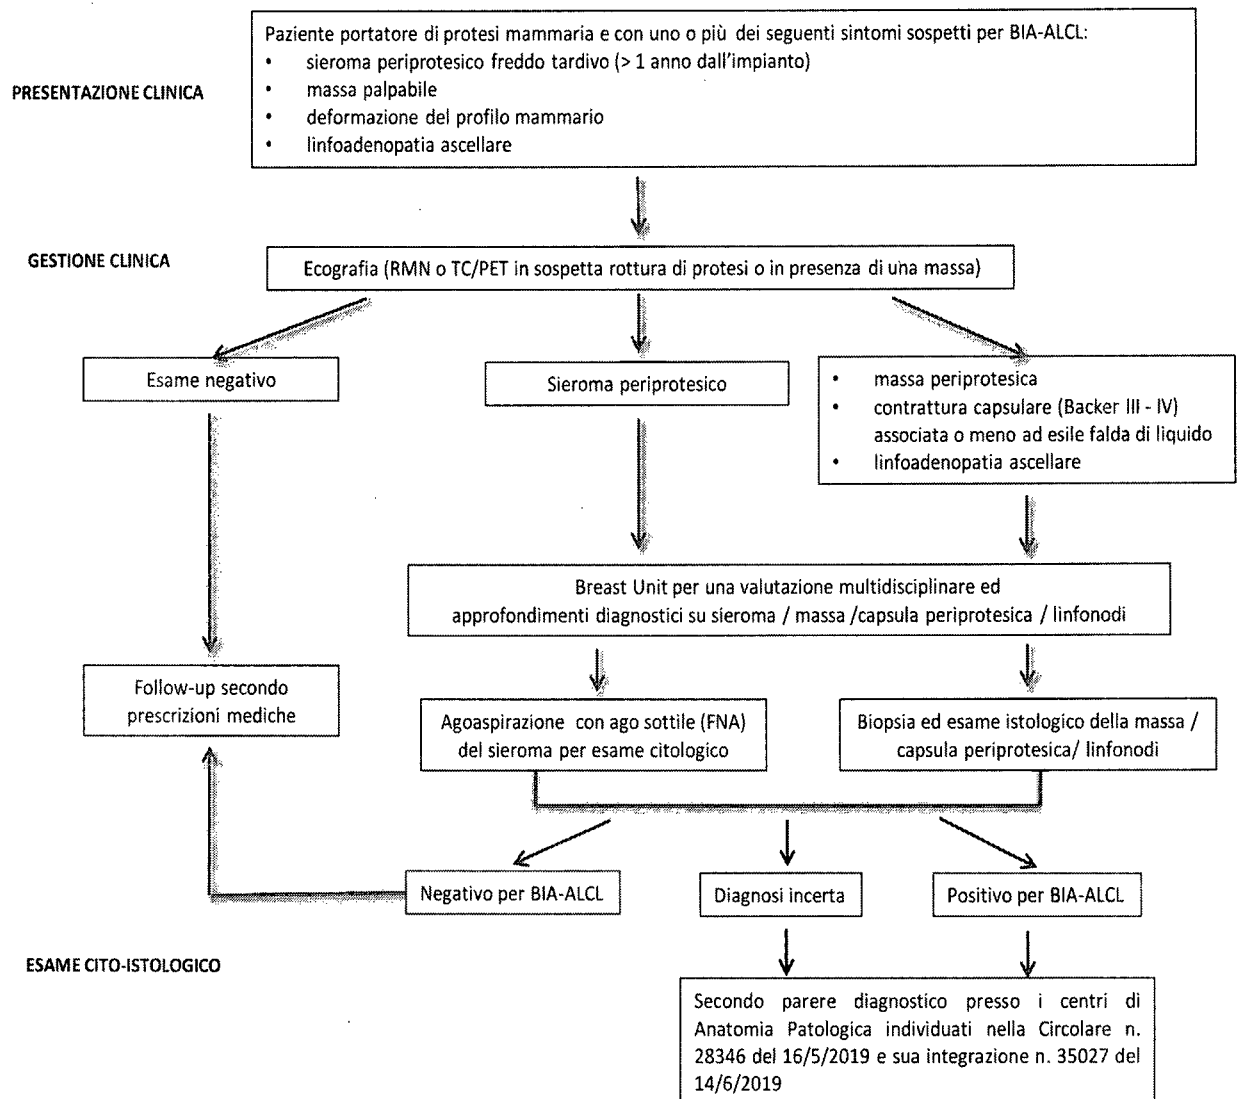 Paziente portatore di protesi mammaria e con uno o più dei seguenti sintomi sospetti per BIA-ALCL:
• sieroma periprotesico freddo tardivo (> 1 anno dall'impianto)
• massa palpabile
• deformazione del profilo mammario
• linfoadenopatia ascellare
PRESENTAZIONE CLINICA
GESTIONE CLINICA
Ecografia (RMN o TC/PET in sospetta rottura di protesi o in presenza di una massa)
Esame negativo
Sieroma periprotesico
• massa periprotesica
• contrattura capsulare (Backer III - IV)
associata o meno ad esile falda di liquido
• linfoadenopatia ascellare
Breast Unit per una valutazione multidisciplinare ed
approfondimenti diagnostici su sieroma / massa /capsula periprotesica / linfonodi
Follow-up secondo
prescrizioni mediche
Agoaspirazione con ago sottile (FNA)
del sieroma per esame citologico
Biopsia ed esame istologico della massa /
capsula periprotesica/ linfonodi
Negativo per BIA-ALCL
Diagnosi incerta
Positivo per BIA-ALCL
ESAME CITO-ISTOLOGICO
Secondo parere diagnostico presso i centri di
Anatomia Patologica individuati nella Circolare n.
28346 del 16/5/2019 e sua integrazione n. 35027 del
14/6/2019